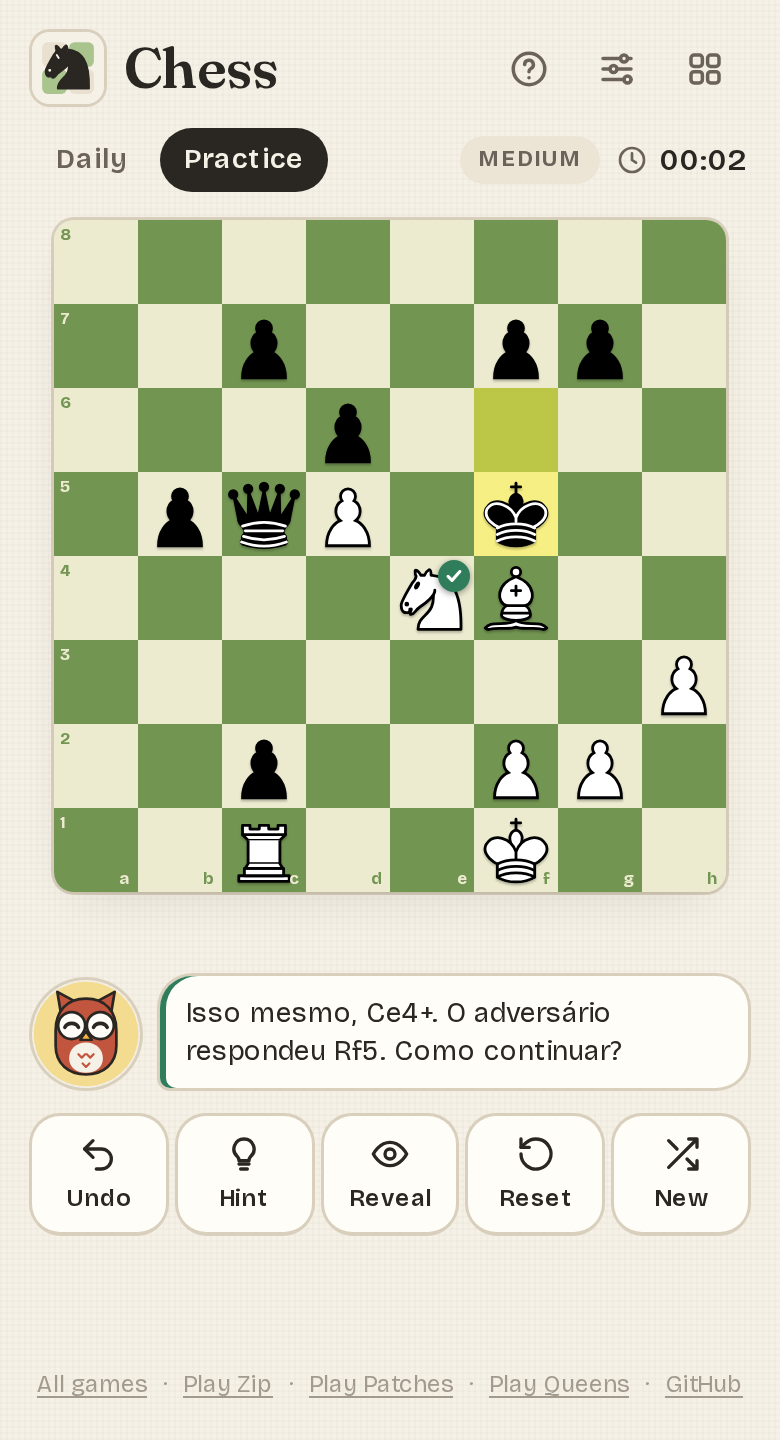 Chess
Daily
Practice
MEDIUM
00:02
8
7
6
5
4
3
2
1
a
b
c
d
e
f
g
h
Isso mesmo, Ce4+. O adversário
respondeu Rf5. Como continuar?
Undo
Hint
Reveal
Reset
New
All games · Play Zip · Play Patches · Play Queens · GitHub